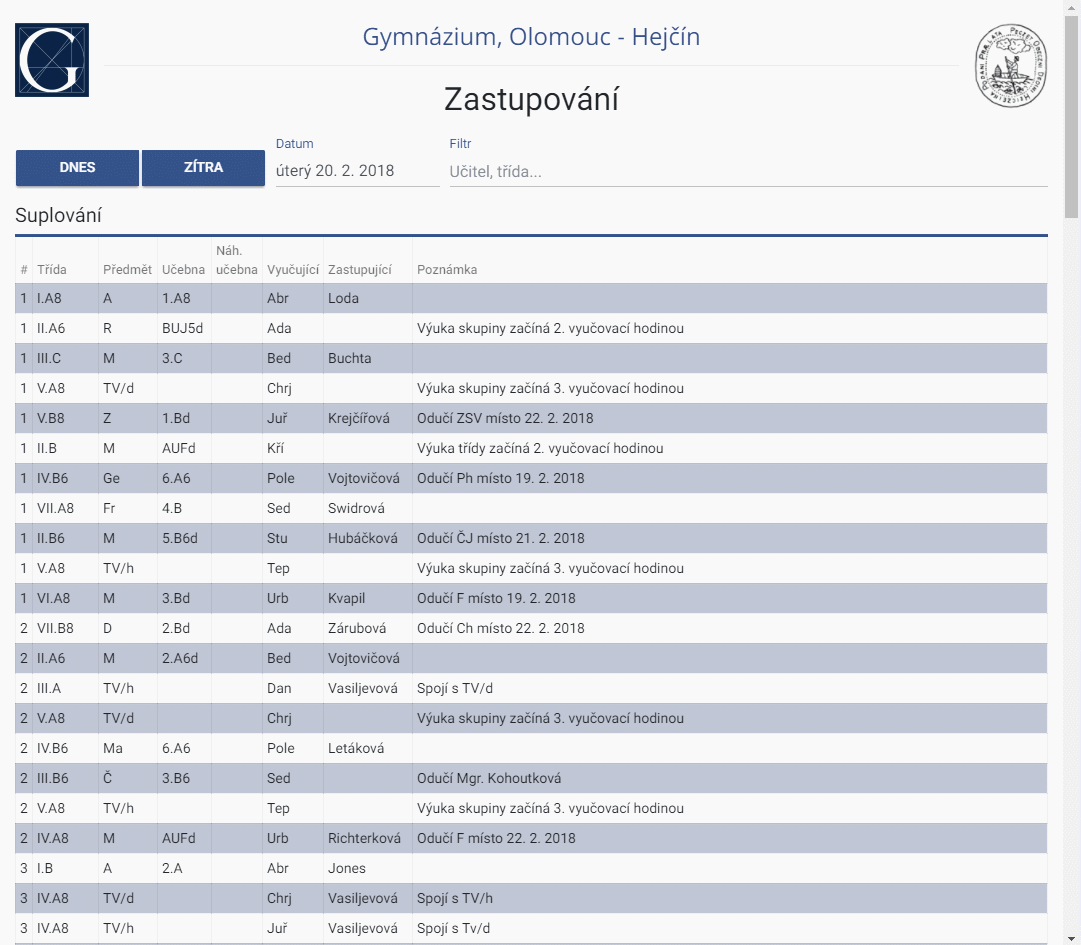 Gymnázium, Olomouc - Hejčín
Zastupování
Datum
Filtr
DNES ZÍTRA úterý 20. 2. 2018 Učitel, třída...
Suplování
# Třída Předmět Učebna Náh. učebna Vyučující Zastupující Poznámka
1 I.A8 A 1.A8 Abr Loda
1 II.A6 R BUJ5d Ada Výuka skupiny začíná 2. vyučovací hodinou
1 III.C M 3.C Bed Buchta
1 V.A8 TV/d Chrj Výuka skupiny začíná 3. vyučovací hodinou
1 V.B8 Z 1.Bd Juř Krejčířová Odučí ZSV místo 22. 2. 2018
1 II.B M AUFd Kří Výuka třídy začíná 2. vyučovací hodinou
1 IV.B6 Ge 6.A6 Pole Vojtovičová Odučí Ph místo 19. 2. 2018
1 VII.A8 Fr 4.B Sed Swidrová
1 II.B6 M 5.B6d Stu Hubáčková Odučí ČJ místo 21. 2. 2018
1 V.A8 TV/h Tep Výuka skupiny začíná 3. vyučovací hodinou
1 VI.A8 M 3.Bd Urb Kvapil Odučí F místo 19. 2. 2018
2 VII.B8 D 2.Bd Ada Zárubová Odučí Ch místo 22. 2. 2018
2 II.A6 M 2.A6d Bed Vojtovičová
2 III.A TV/h Dan Vasiljevová Spojí s TV/d
2 V.A8 TV/d Chrj Výuka skupiny začíná 3. vyučovací hodinou
2 IV.B6 Ma 6.A6 Pole Letáková
2 III.B6 Č 3.B6 Sed Odučí Mgr. Kohoutková
2 V.A8 TV/h Tep Výuka skupiny začíná 3. vyučovací hodinou
2 IV.A8 M AUFd Urb Richterková Odučí F místo 22. 2. 2018
3 I.B A 2.A Abr Jones
3 IV.A8 TV/d Chrj Vasiljevová Spojí s TV/h
3 IV.A8 TV/h Juř Vasiljevová Spojí s Tv/d